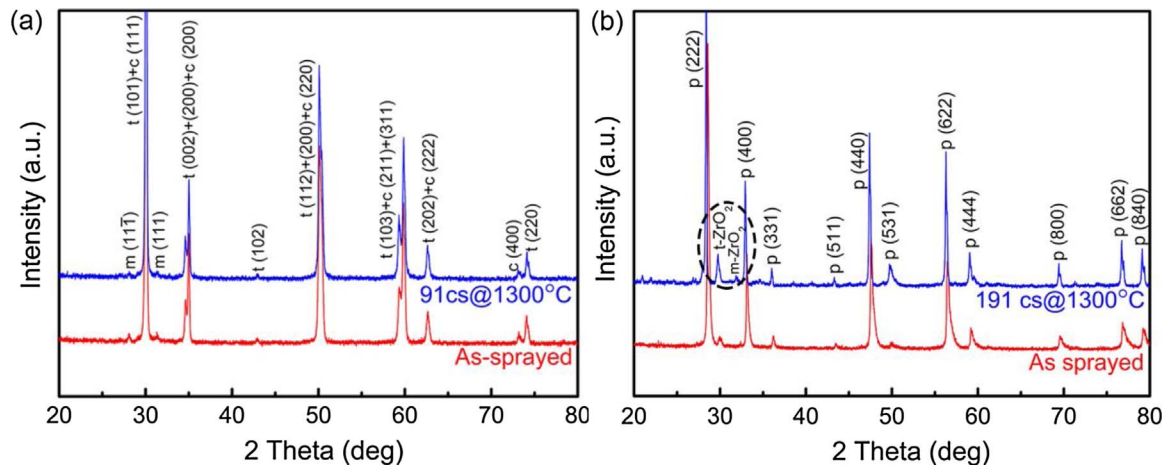 (a)
Intensity (a.u.)
m (11̅1̅)
t (101)+c (111)
m (111)
t (002)+(200)+c (200)
t (102)
t (112)+(200)+c (220)
t (103)+c (211)+(311)
t (202)+c (222)
c (400)
t (220)
91cs@1300°C
As-sprayed
20 30 40 50 60 70 80
2 Theta (deg)
(b)
Intensity (a.u.)
p (222)
t-ZrO2
m-ZrO2
p (400)
p (331)
p (511)
p (440)
p (531)
p (622)
p (444)
p (800)
p (662)
p (840)
191 cs@1300°C
As sprayed
20 30 40 50 60 70 80
2 Theta (deg)